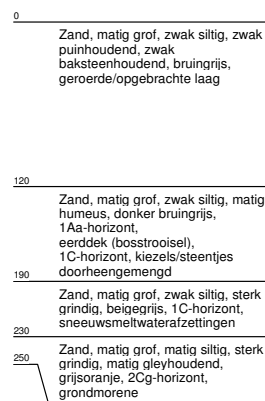 0
Zand, matig grof, zwak siltig, zwak
puinhoudend, zwak
baksteenhoudend, bruingrijs,
geroerde/opgebrachte laag
120
Zand, matig grof, zwak siltig, matig
humeus, donker bruingrijs,
1Aa-horizont,
eerddek (bosstrooisel),
1C-horizont, kiezels/steentjes
doorheengemengd
190
Zand, matig grof, zwak siltig, sterk
grindig, beigegrijs, 1C-horizont,
sneeuwsmeltwaterafzettingen
230
Zand, matig grof, matig siltig, sterk
grindig, matig gleyhoudend,
grijsoranje, 2Cg-horizont,
grondmorene
250